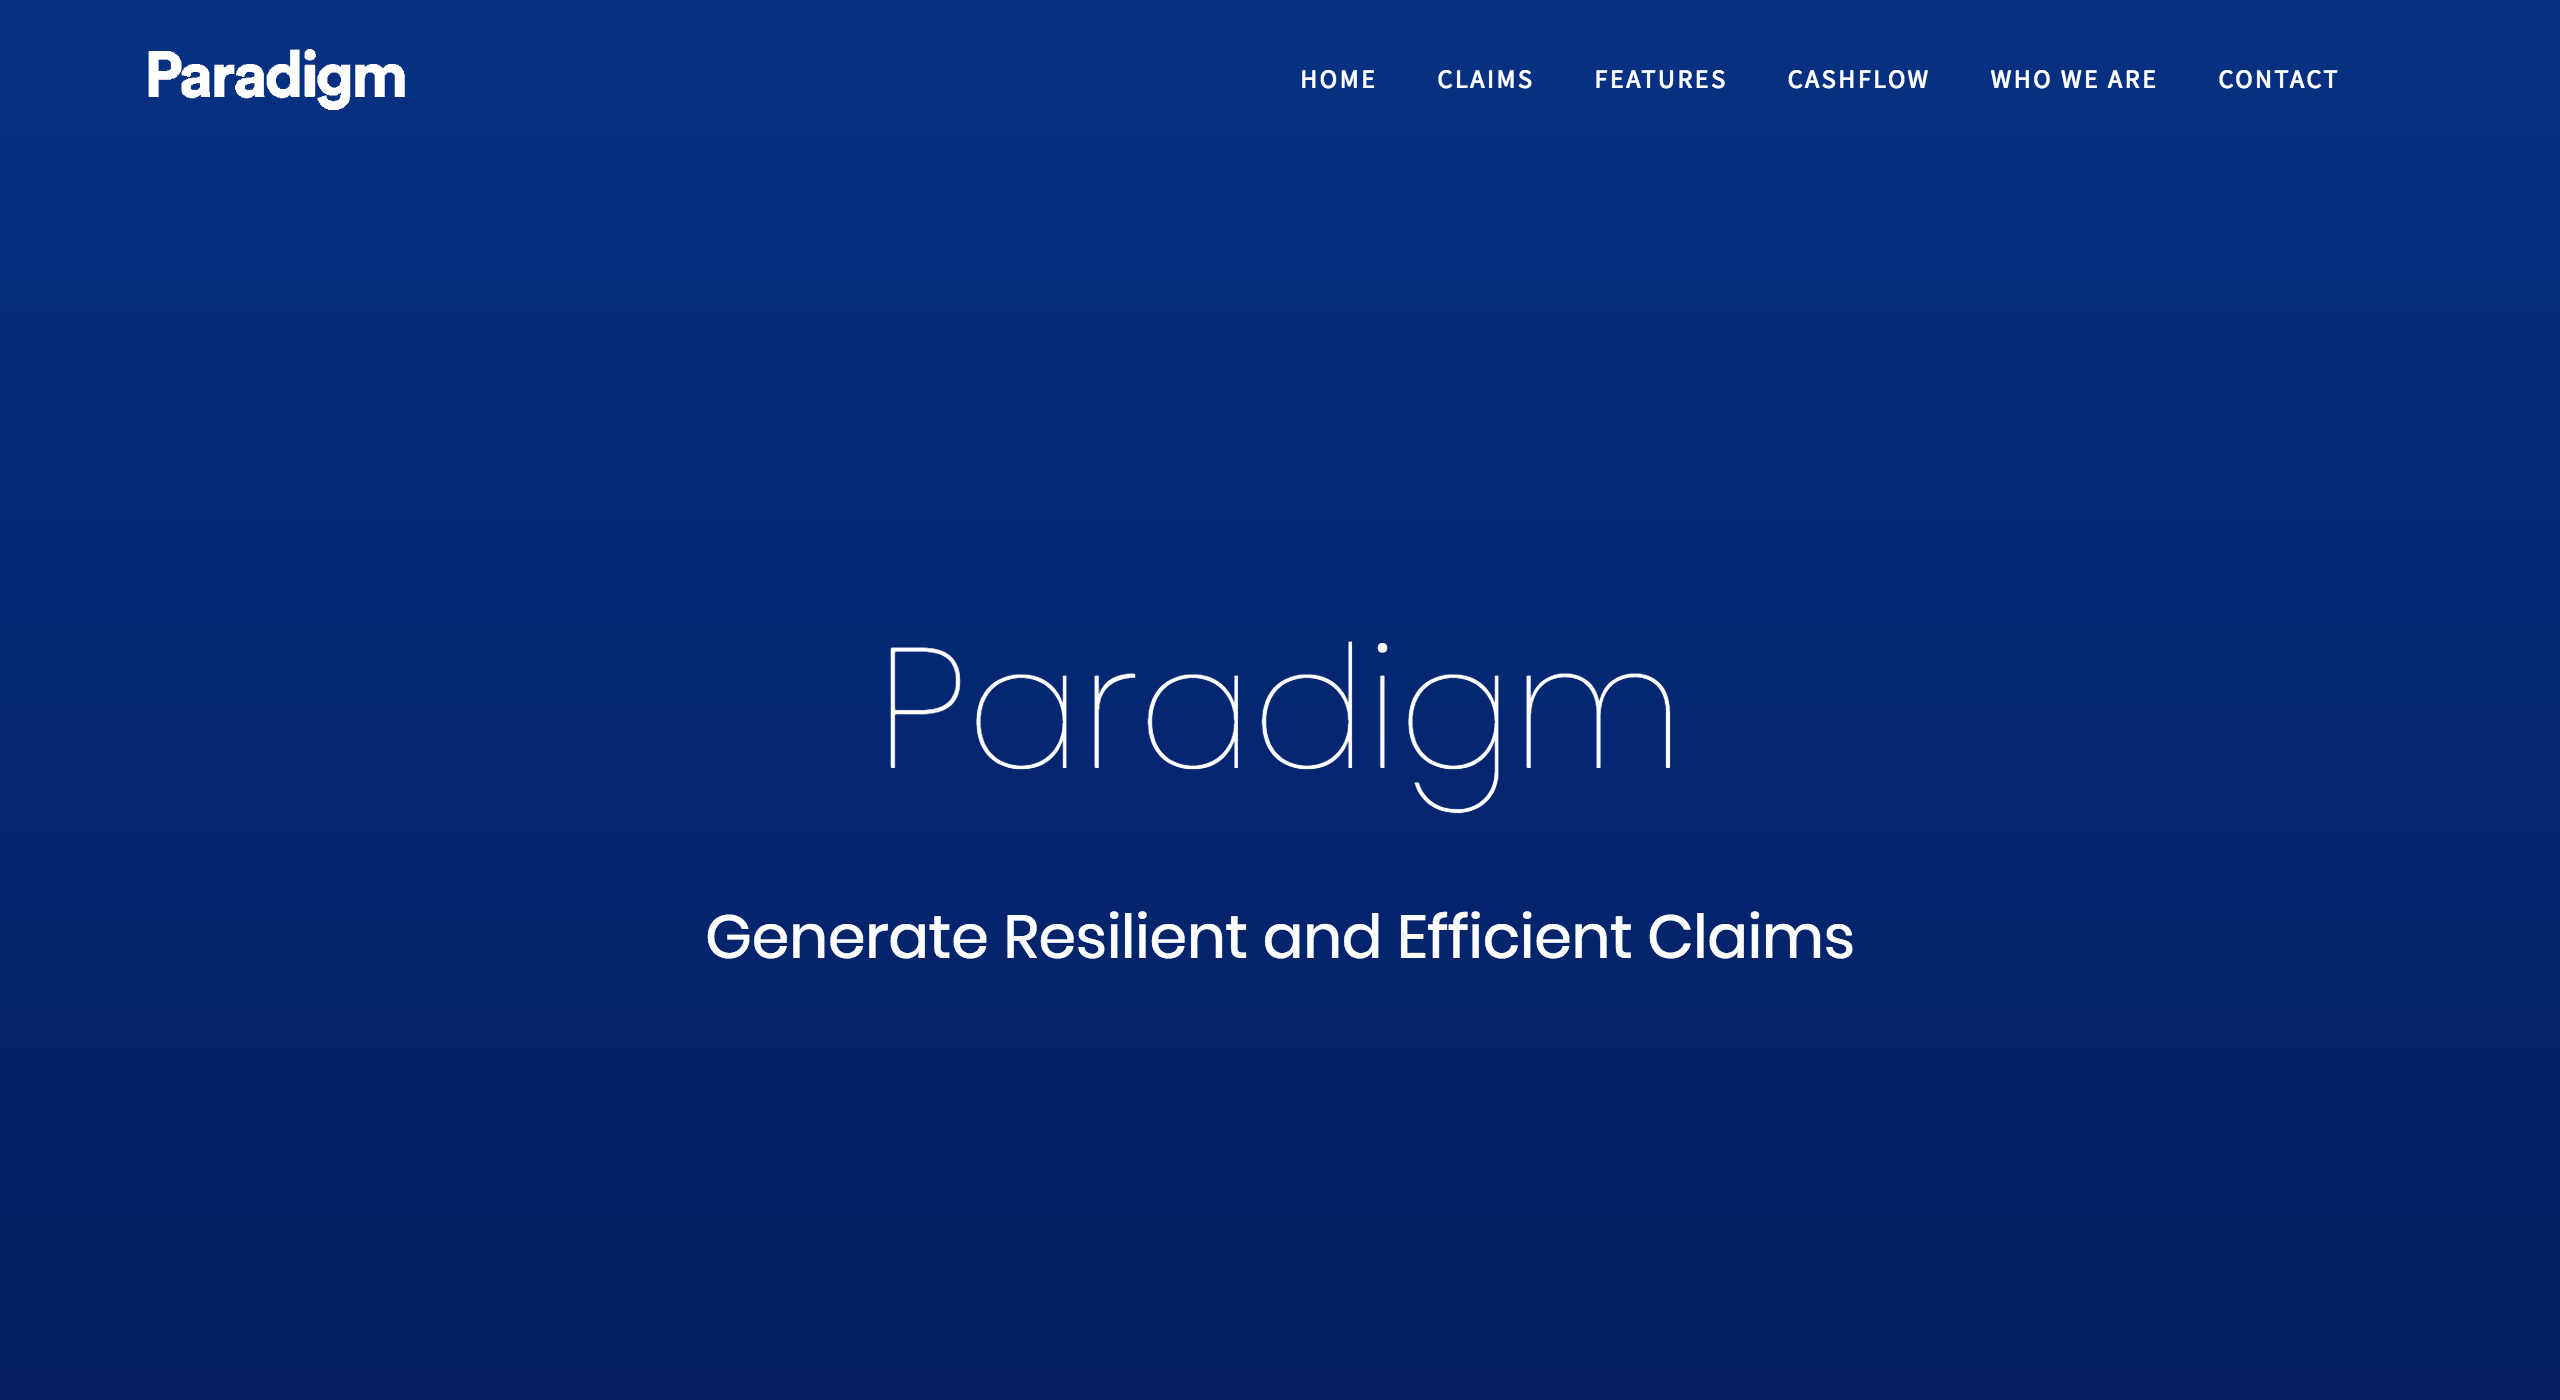 Paradigm HOME CLAIMS FEATURES CASHFLOW WHO WE ARE CONTACT
Paradigm
Generate Resilient and Efficient Claims